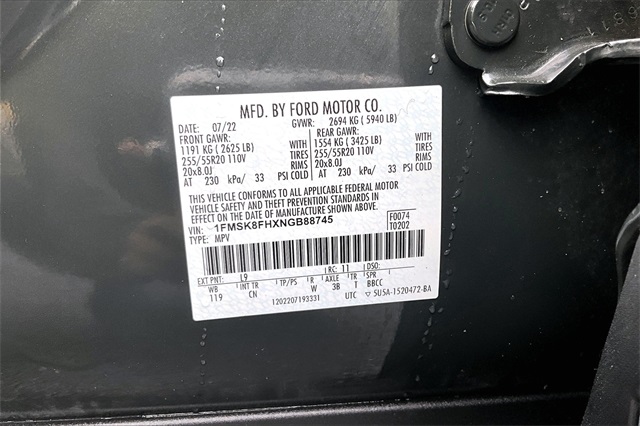 MFD. BY FORD MOTOR CO.
DATE: 07/22 GVWR: 2694 KG ( 5940 LB)
FRONT GAWR: REAR GAWR:
1191 KG ( 2625 LB) WITH 1554 KG ( 3425 LB) WITH
255/55R20 110V TIRES 255/55R20 110V TIRES
20x8.0J RIMS 20x8.0J RIMS
AT 230 kPa/ 33 PSI COLD AT 230 kPa/ 33 PSI COLD
THIS VEHICLE CONFORMS TO ALL APPLICABLE FEDERAL MOTOR
VEHICLE SAFETY AND THEFT PREVENTION STANDARDS IN
EFFECT ON THE DATE OF MANUFACTURE SHOWN ABOVE.
VIN: 1FMSK8FHXNGB88745 F0074
TYPE: MPV T0202
EXT PNT: L9 RC: 11 DSO:
WB INT TR TP/PS R AXLE TR SPR
119 CN W 3B T BBCC
1202207193331 UTC ▽ SU5A-1520472-BA